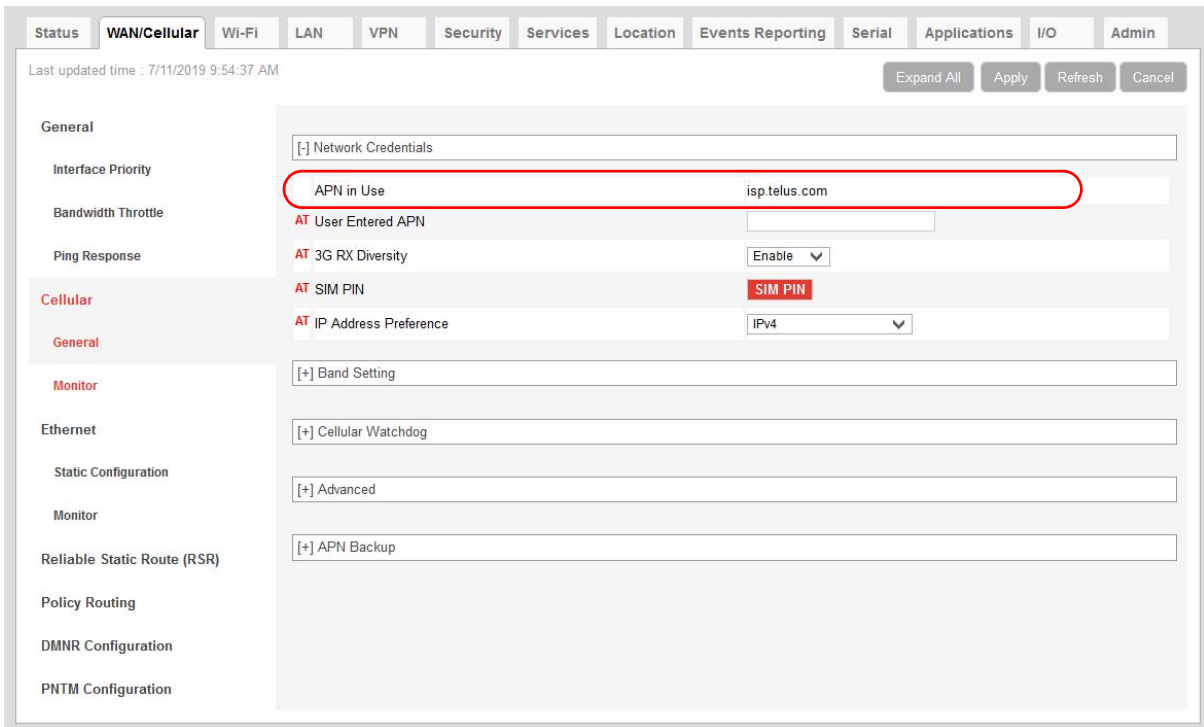 Status WAN/Cellular Wi-Fi LAN VPN Security Services Location Events Reporting Serial Applications I/O Admin
Last updated time : 7/11/2019 9:54:37 AM
Expand All Apply Refresh Cancel
General
Interface Priority
Bandwidth Throttle
Ping Response
Cellular
General
Monitor
Ethernet
Static Configuration
Monitor
Reliable Static Route (RSR)
Policy Routing
DMNR Configuration
PNTM Configuration
[-] Network Credentials
APN in Use isp.telus.com
AT User Entered APN
AT 3G RX Diversity Enable
AT SIM PIN SIM PIN
AT IP Address Preference IPv4
[+] Band Setting
[+] Cellular Watchdog
[+] Advanced
[+] APN Backup